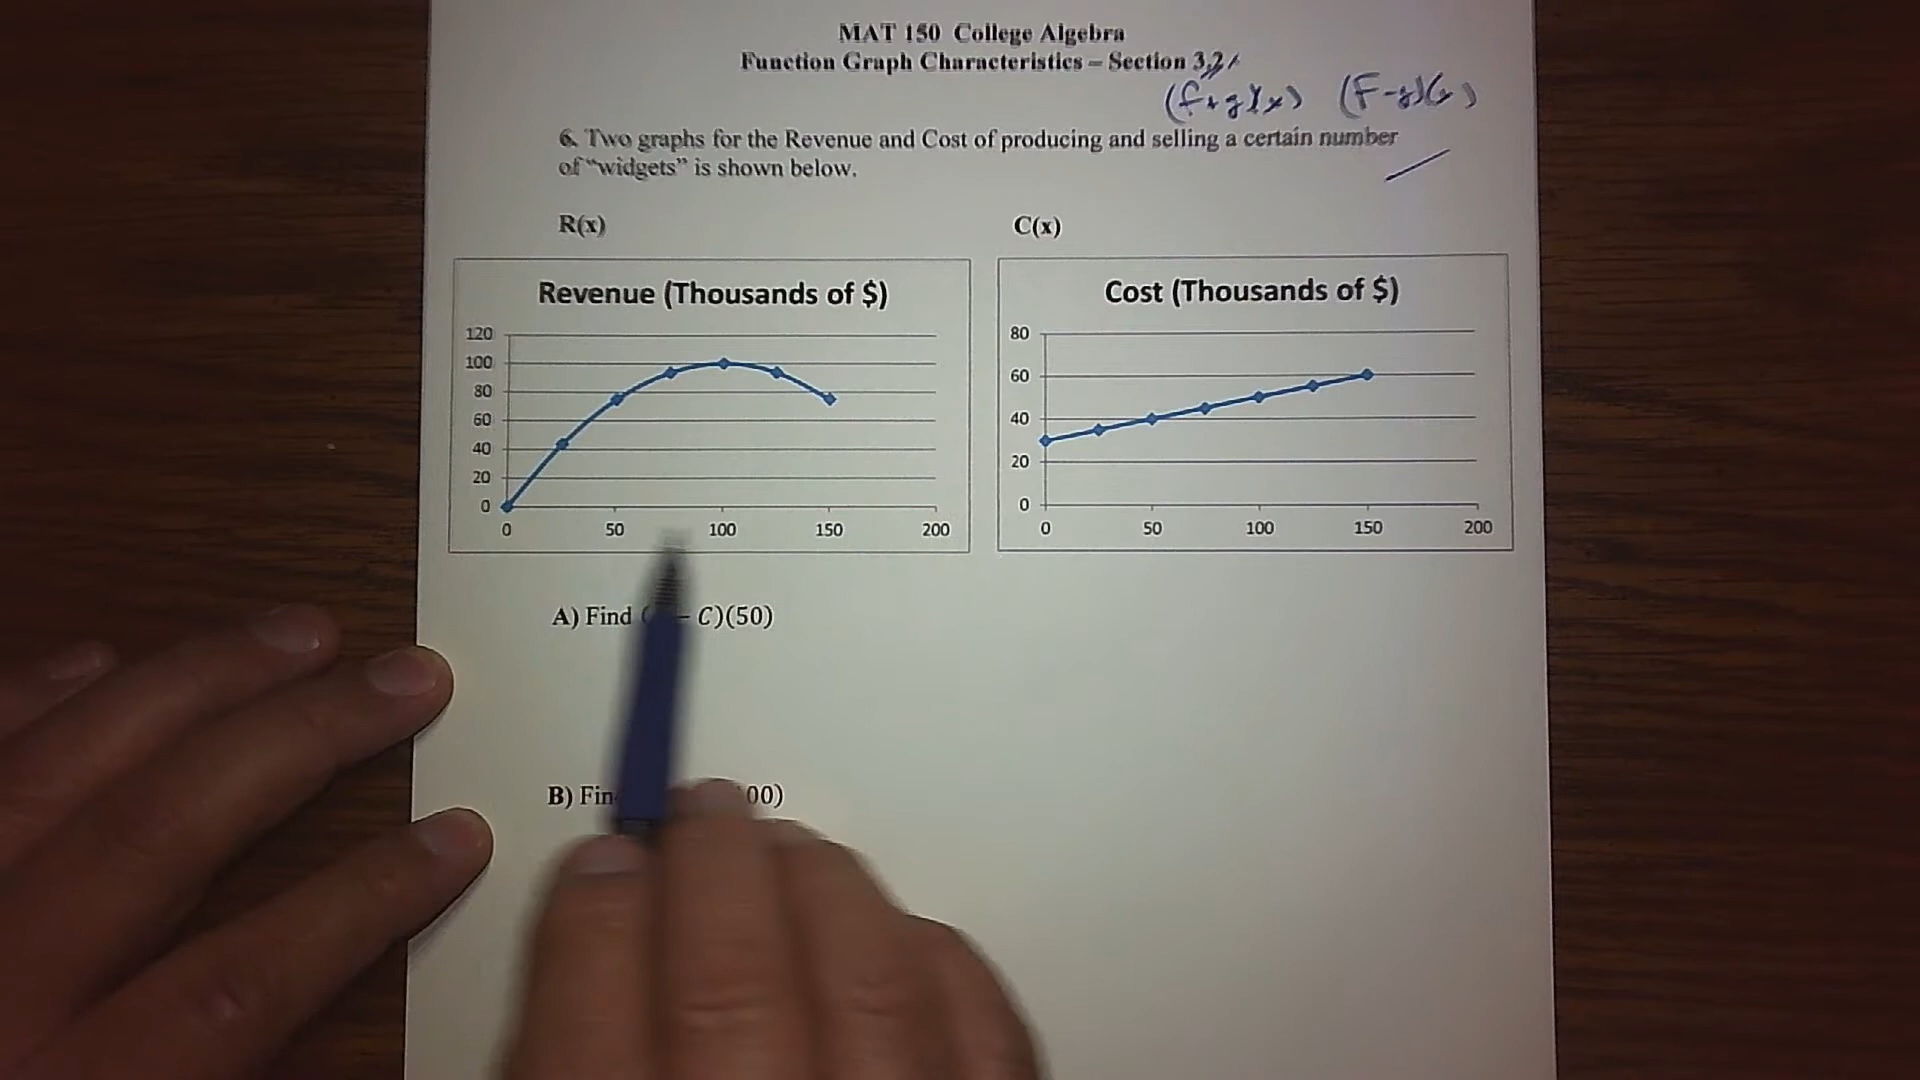 MAT 150 College Algebra
Function Graph Characteristics – Section 3.2
(f+g)(x) (F-g)(x)
6. Two graphs for the Revenue and Cost of producing and selling a certain number
of “widgets” is shown below.
R(x)
C(x)
Revenue (Thousands of $)
120
100
80
60
40
20
0
0 50 100 150 200
Cost (Thousands of $)
80
60
40
20
0
0 50 100 150 200
A) Find ( – C)(50)
B) 00)